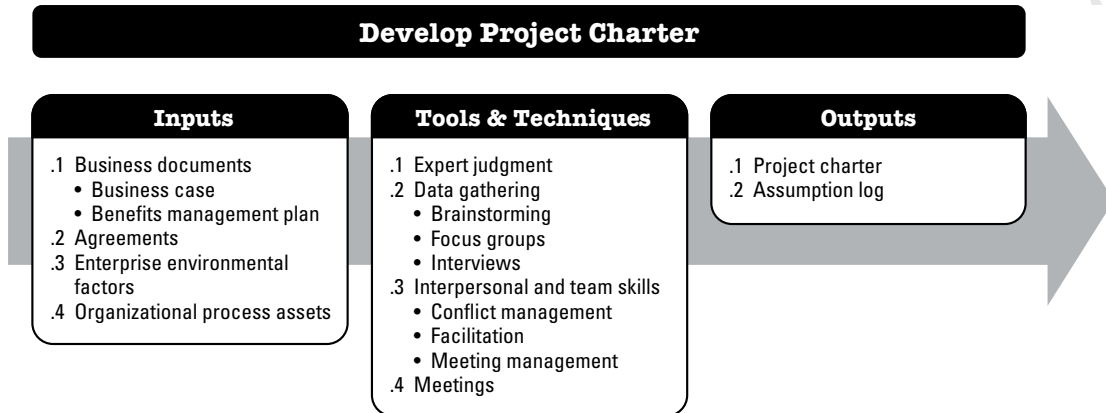 Develop Project Charter
Inputs
.1 Business documents
• Business case
• Benefits management plan
.2 Agreements
.3 Enterprise environmental
factors
.4 Organizational process assets
Tools & Techniques
.1 Expert judgment
.2 Data gathering
• Brainstorming
• Focus groups
• Interviews
.3 Interpersonal and team skills
• Conflict management
• Facilitation
• Meeting management
.4 Meetings
Outputs
.1 Project charter
.2 Assumption log